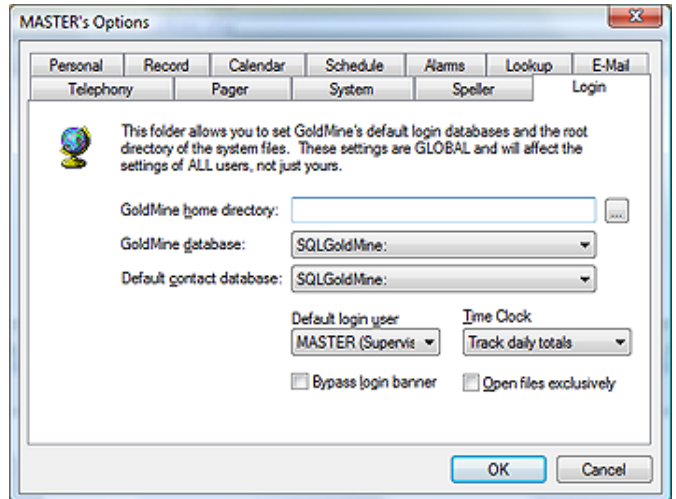 MASTER's Options
Personal Record Calendar Schedule Alarms Lookup E-Mail
Telephony Pager System Speller Login
This folder allows you to set GoldMine's default login databases and the root
directory of the system files. These settings are GLOBAL and will affect the
settings of ALL users, not just yours.
GoldMine home directory:
...
GoldMine database: SQLGoldMine:
Default contact database: SQLGoldMine:
Default login user Time Clock
MASTER (Supervis Track daily totals
Bypass login banner Open files exclusively
OK Cancel